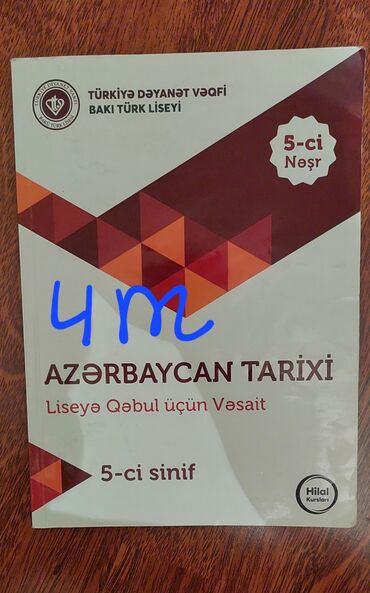 TÜRKİYƏ DƏYANƏT VƏQFİ
BAKI TÜRK LİSEYİ
5-ci
Nəşr
4m
AZƏRBAYCAN TARİXİ
Liseyə Qəbul üçün Vəsait
5-ci sinif
Hilal
Kursları